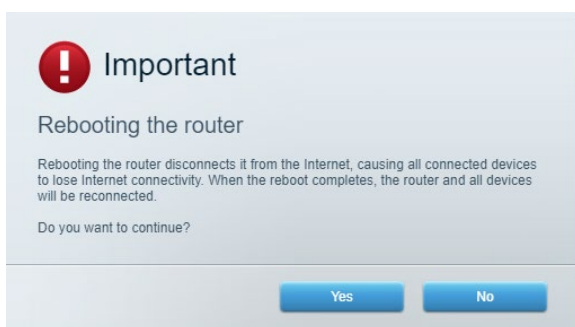 Important
Rebooting the router
Rebooting the router disconnects it from the Internet, causing all connected devices
to lose Internet connectivity. When the reboot completes, the router and all devices
will be reconnected.
Do you want to continue?
Yes No